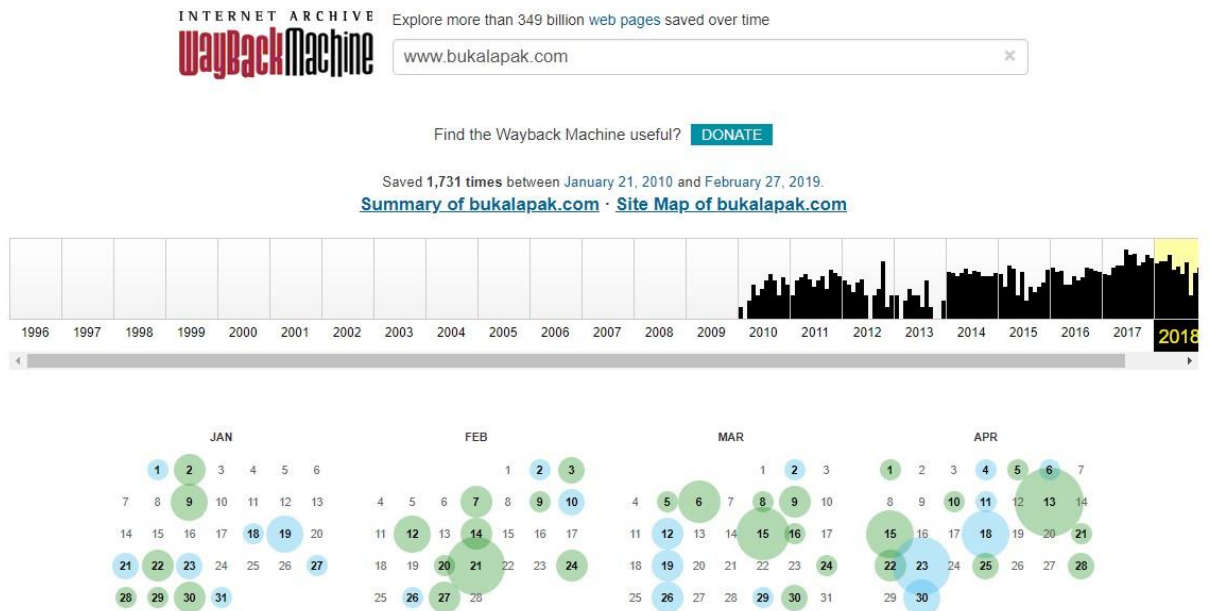 INTERNET ARCHIVE
WayBackMachine
Explore more than 349 billion web pages saved over time
www.bukalapak.com ×
Find the Wayback Machine useful? DONATE
Saved 1,731 times between January 21, 2010 and February 27, 2019.
Summary of bukalapak.com · Site Map of bukalapak.com
1996 1997 1998 1999 2000 2001 2002 2003 2004 2005 2006 2007 2008 2009 2010 2011 2012 2013 2014 2015 2016 2017 2018
JAN
1 2 3 4 5 6
7 8 9 10 11 12 13
14 15 16 17 18 19 20
21 22 23 24 25 26 27
28 29 30 31
FEB
1 2 3
4 5 6 7 8 9 10
11 12 13 14 15 16 17
18 19 20 21 22 23 24
25 26 27 28
MAR
1 2 3
4 5 6 7 8 9 10
11 12 13 14 15 16 17
18 19 20 21 22 23 24
25 26 27 28 29 30 31
APR
1 2 3 4 5 6 7
8 9 10 11 12 13 14
15 16 17 18 19 20 21
22 23 24 25 26 27 28
29 30